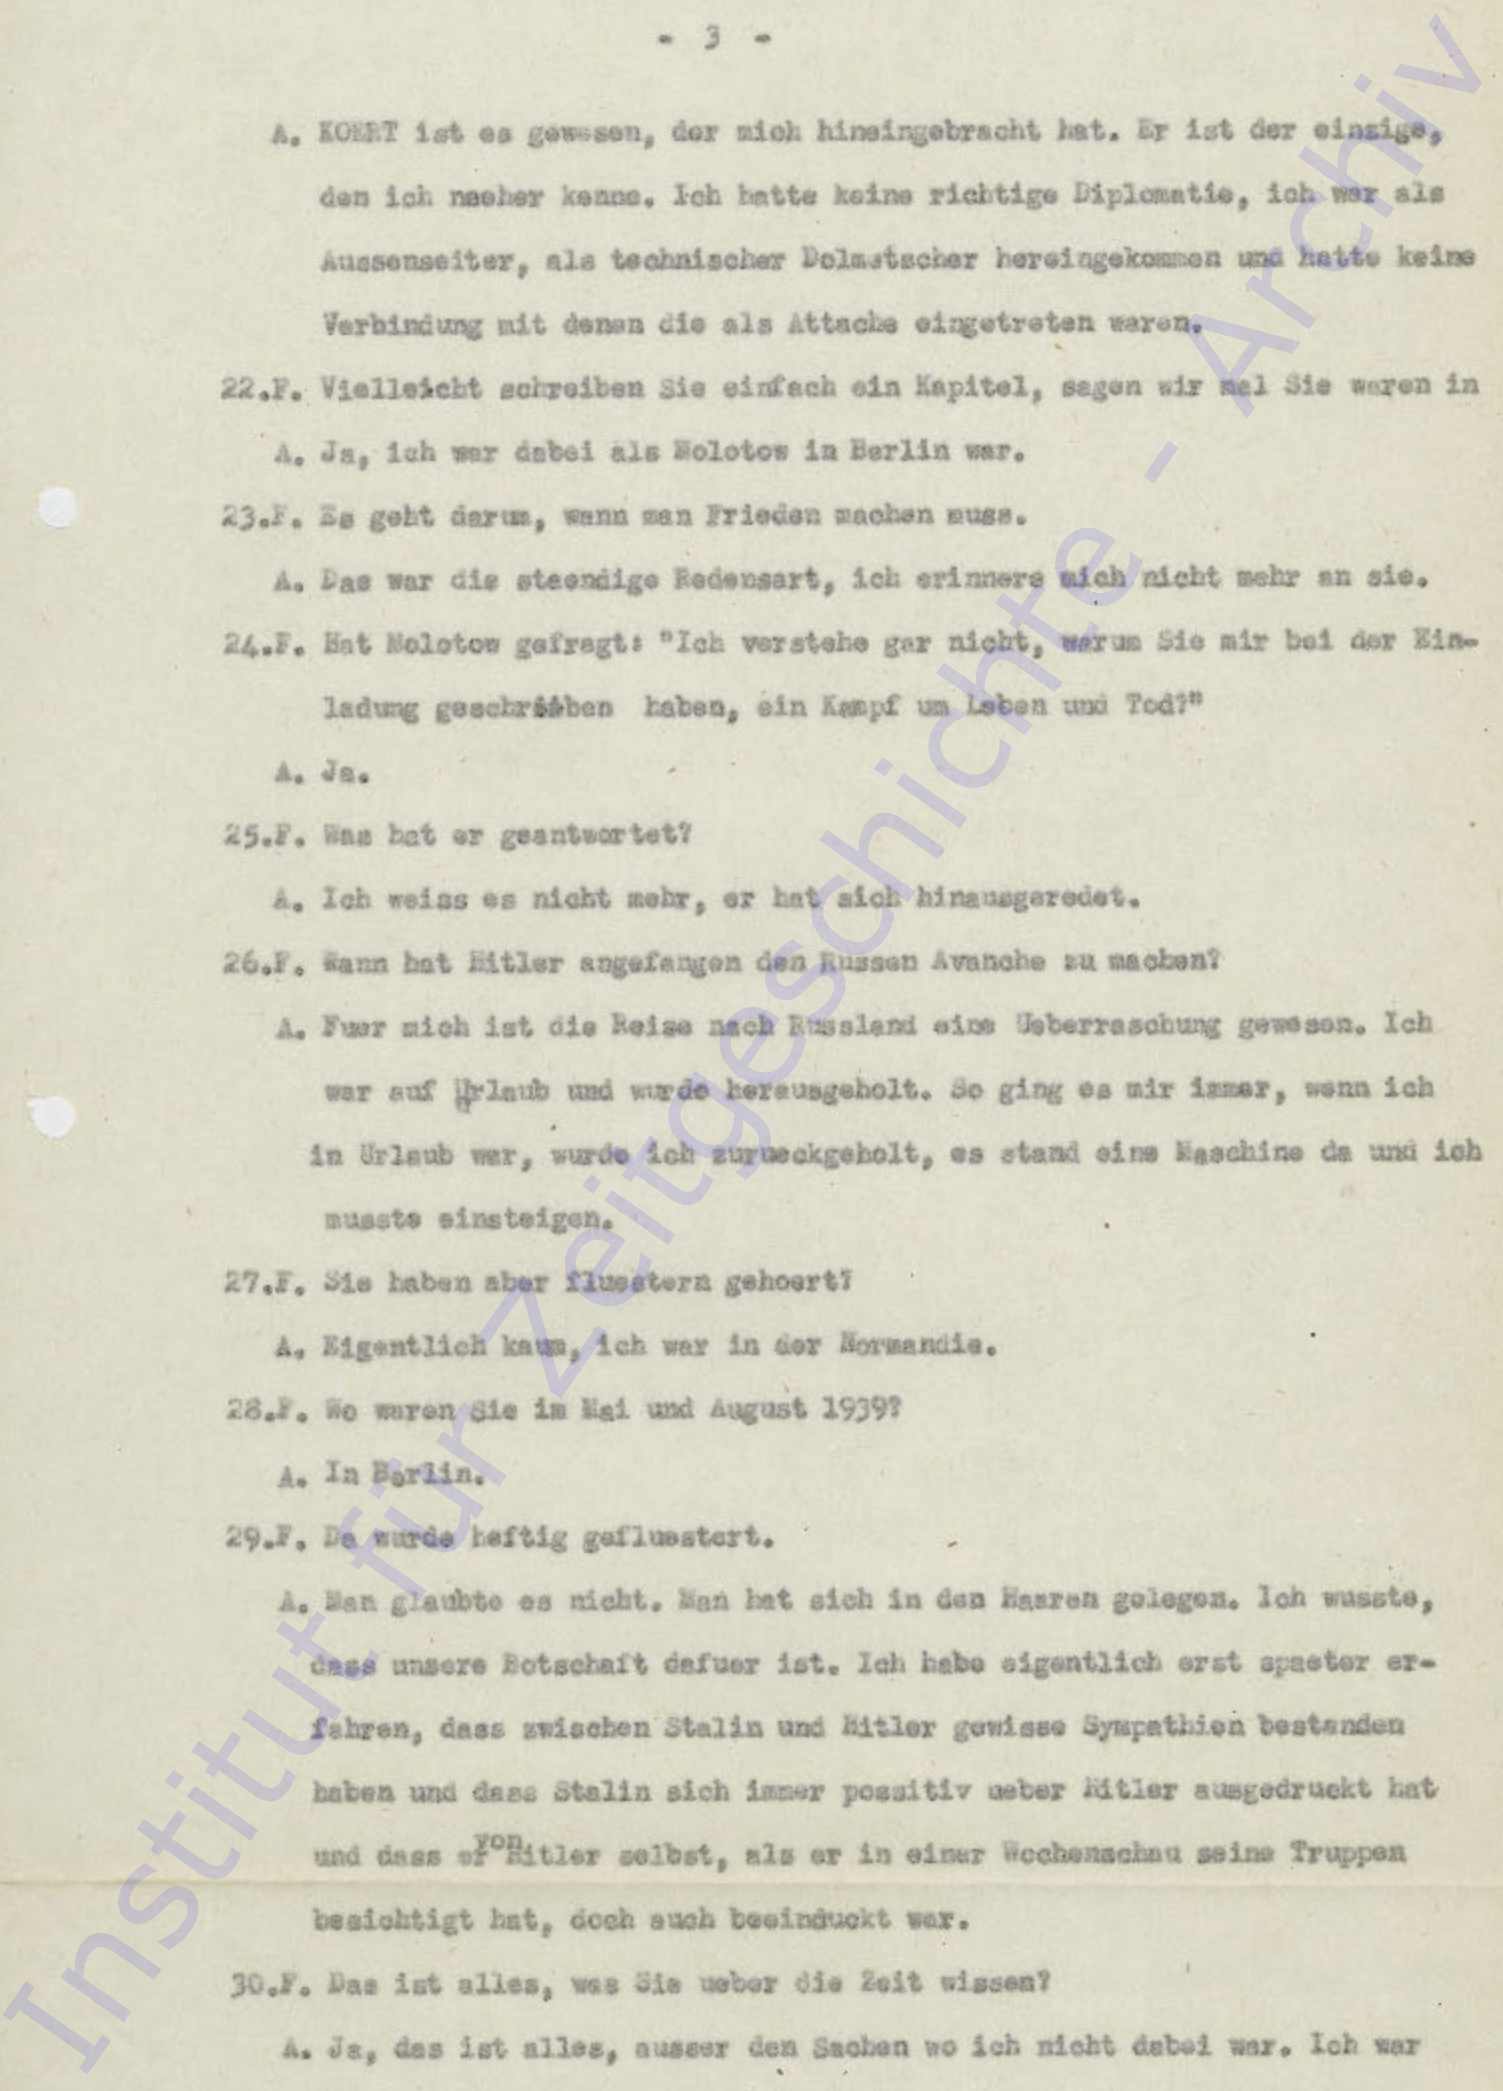 - 3 -
A. KOERT ist es gewesen, der mich hineingebracht hat. Er ist der einzige,
den ich naeher kenne. Ich hatte keine richtige Diplomatie, ich war als
Aussenseiter, als technischer Dolmetscher hereingekommen und hatte keine
Verbindung mit denen die als Attache eingetreten waren.
22.F. Vielleicht schreiben Sie einfach ein Kapitel, sagen wir mal Sie waren in
A. Ja, ich war dabei als Molotow in Berlin war.
23.F. Es geht darum, wann man Frieden machen muss.
A. Das war die staendige Redensart, ich erinnere mich nicht mehr an sie.
24.F. Hat Molotow gefragt: "Ich verstehe gar nicht, warum Sie mir bei der Ein-
ladung geschrieben haben, ein Kampf um Leben und Tod?"
A. Ja.
25.F. Was hat er geantwortet?
A. Ich weiss es nicht mehr, er hat sich hinausgeredet.
26.F. Wann hat Hitler angefangen den Russen Avanche zu machen?
A. Fuer mich ist die Reise nach Russland eine Ueberraschung gewesen. Ich
war auf Urlaub und wurde herausgeholt. So ging es mir immer, wenn ich
in Urlaub war, wurde ich zurueckgeholt, es stand eine Maschine da und ich
musste einsteigen.
27.F. Sie haben aber fluestern gehoert?
A. Eigentlich kaum, ich war in der Normandie.
28.F. Wo waren Sie im Mai und August 1939?
A. In Berlin.
29.F. Da wurde heftig gefluestert.
A. Man glaubte es nicht. Man hat sich in den Haaren gelegen. Ich wusste,
dass unsere Botschaft dafuer ist. Ich habe eigentlich erst spaeter er-
fahren, dass zwischen Stalin und Hitler gewisse Sympathien bestanden
haben und dass Stalin sich immer possitiv ueber Hitler ausgedruckt hat
und dass er von Hitler selbst, als er in einer Wochenschau seine Truppen
besichtigt hat, doch auch beeinduckt war.
30.F. Das ist alles, was Sie ueber die Zeit wissen?
A. Ja, das ist alles, ausser den Sachen wo ich nicht dabei war. Ich war
Institut für Zeitgeschichte - Archiv